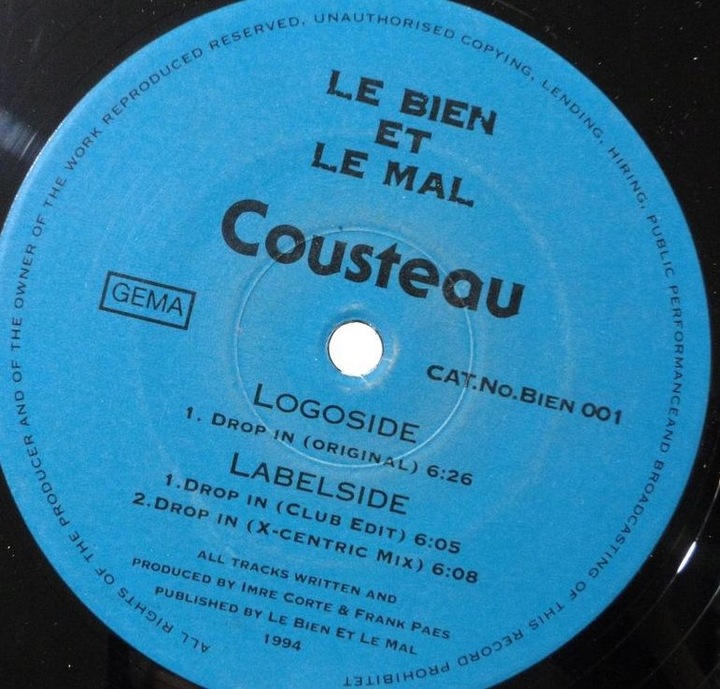 ALL RIGHTS OF THE PRODUCER AND OF THE OWNER OF THE WORK REPRODUCED RESERVED, UNAUTHORISED COPYING, LENDING, HIRING, PUBLIC PERFORMANCEAND BROADCASTING OF THIS RECORD PROHIBITET
LE BIEN
ET
LE MAL
Cousteau
GEMA
CAT.No.BIEN 001
LOGOSIDE
1. DROP IN (ORIGINAL) 6:26
LABELSIDE
1.DROP IN (CLUB EDIT) 6:05
2.DROP IN (X-CENTRIC MIX) 6:08
ALL TRACKS WRITTEN AND
PRODUCED BY IMRE CORTE & FRANK PAES
PUBLISHED BY LE BIEN ET LE MAL
1994